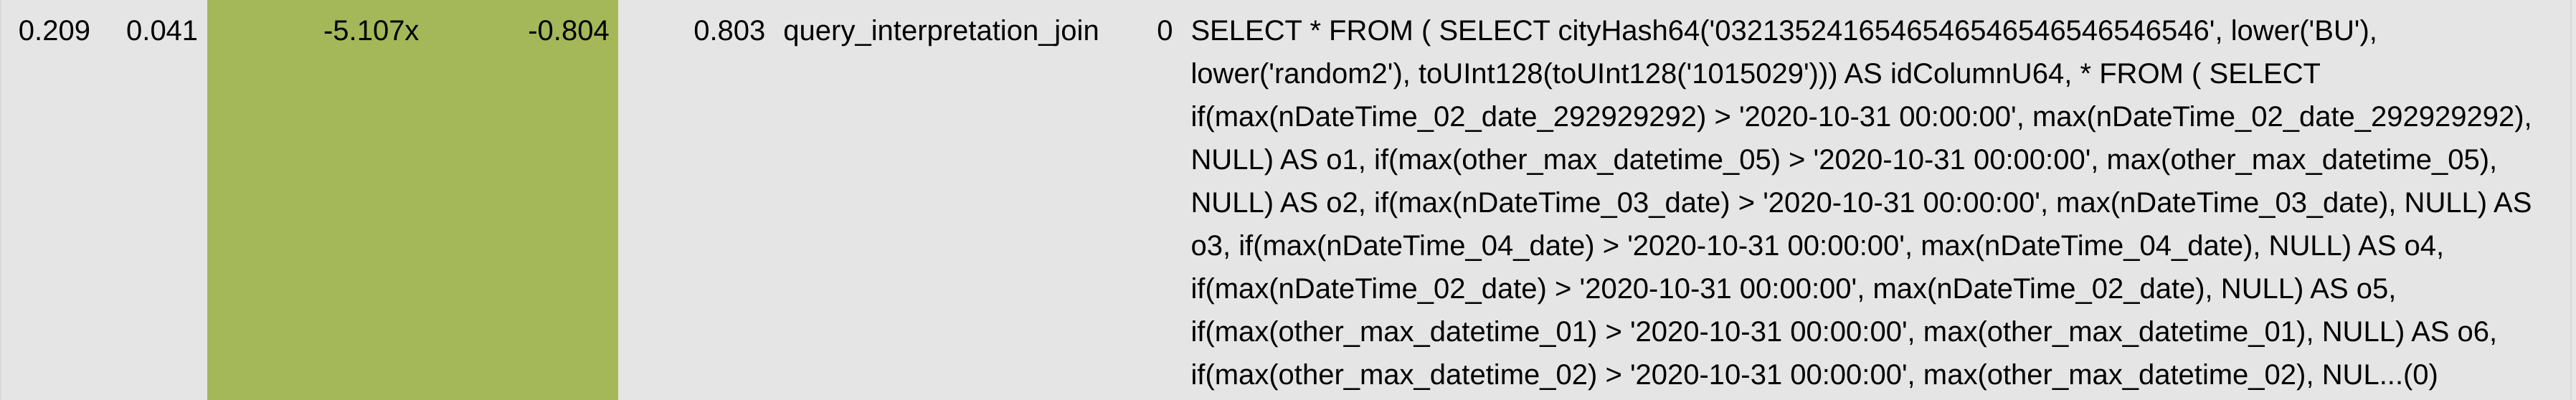 0.209 0.041 -5.107x -0.804 0.803 query_interpretation_join 0 SELECT * FROM ( SELECT cityHash64('0321352416546546546546546546546', lower('BU'),
lower('random2'), toUInt128(toUInt128('1015029'))) AS idColumnU64, * FROM ( SELECT
if(max(nDateTime_02_date_292929292) > '2020-10-31 00:00:00', max(nDateTime_02_date_292929292),
NULL) AS o1, if(max(other_max_datetime_05) > '2020-10-31 00:00:00', max(other_max_datetime_05),
NULL) AS o2, if(max(nDateTime_03_date) > '2020-10-31 00:00:00', max(nDateTime_03_date), NULL) AS
o3, if(max(nDateTime_04_date) > '2020-10-31 00:00:00', max(nDateTime_04_date), NULL) AS o4,
if(max(nDateTime_02_date) > '2020-10-31 00:00:00', max(nDateTime_02_date), NULL) AS o5,
if(max(other_max_datetime_01) > '2020-10-31 00:00:00', max(other_max_datetime_01), NULL) AS o6,
if(max(other_max_datetime_02) > '2020-10-31 00:00:00', max(other_max_datetime_02), NUL...(0)